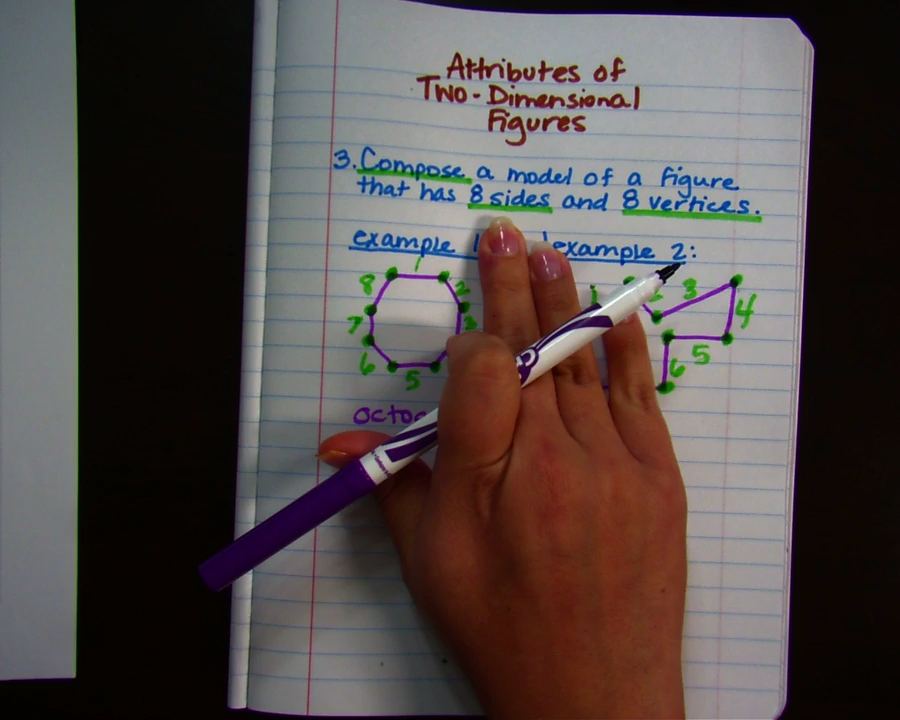 Attributes of
Two-Dimensional
Figures
3. Compose a model of a figure
that has 8 sides and 8 vertices.
example example 2:
8 1 2
7 3
6 5
3 4
5 6